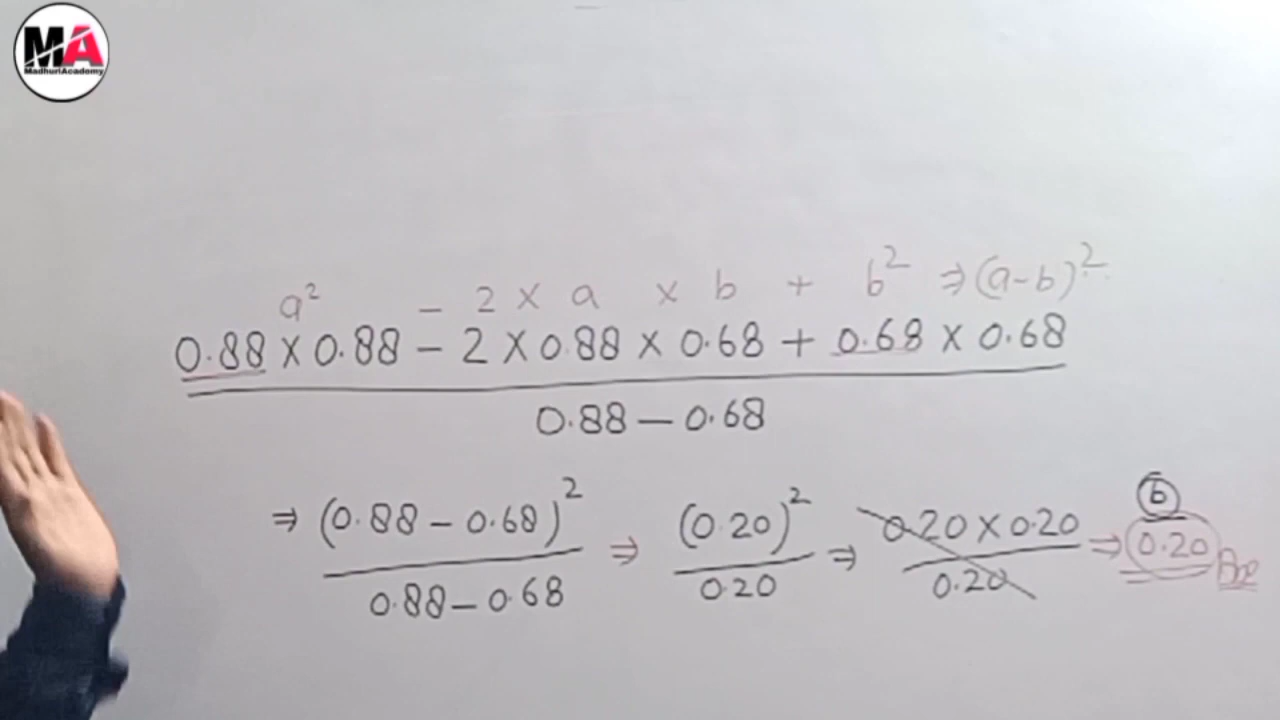 MA
MadhuriAcademy
a² - 2 × a × b + b² ⇒ (a-b)²
0.88 × 0.88 - 2 × 0.88 × 0.68 + 0.68 × 0.68
0.88 - 0.68
⇒ (0.88 - 0.68)² ⇒ (0.20)² ⇒ 0.20 × 0.20 ⇒ 0.20 Ans
0.88 - 0.68 0.20 0.20
b